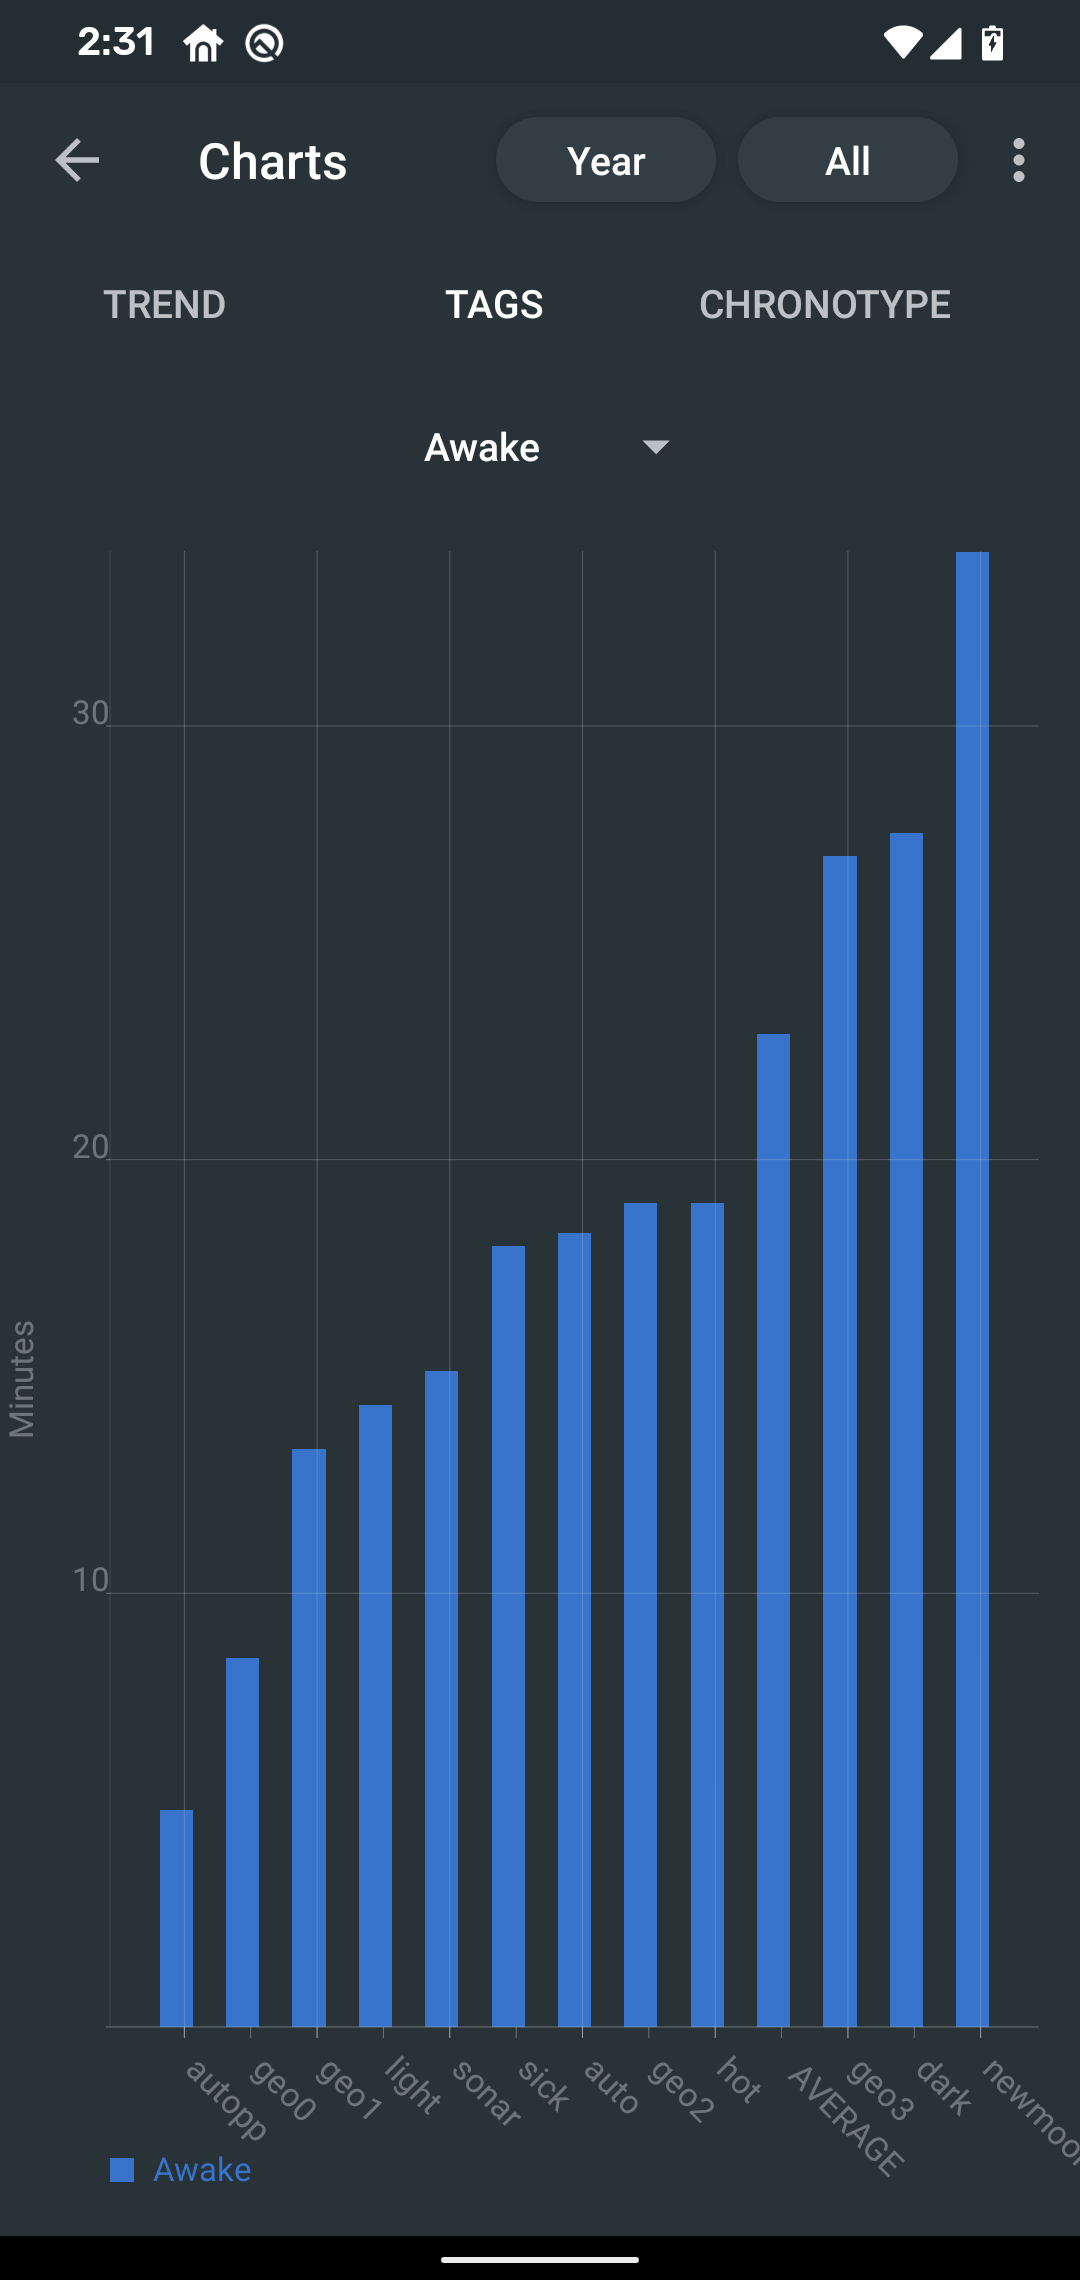 2:31
Charts
Year
All
TREND
TAGS
CHRONOTYPE
Awake
30
20
10
Minutes
autopp
geo0
geo1
light
sonar
sick
auto
geo2
hot
AVERAGE
geo3
dark
newmoo
Awake